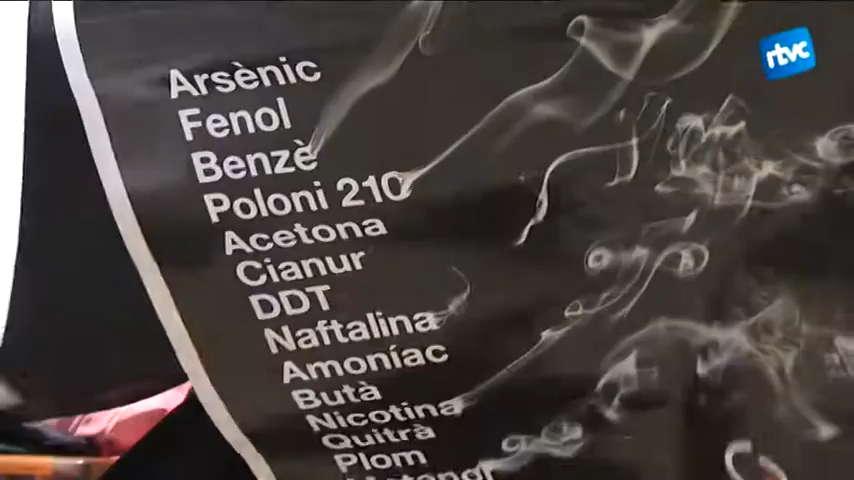 rtvc
Arsènic
Fenol
Benzè
Poloni 210
Acetona
Cianur
DDT
Naftalina
Amoníac
Butà
Nicotina
Quitrà
Plom